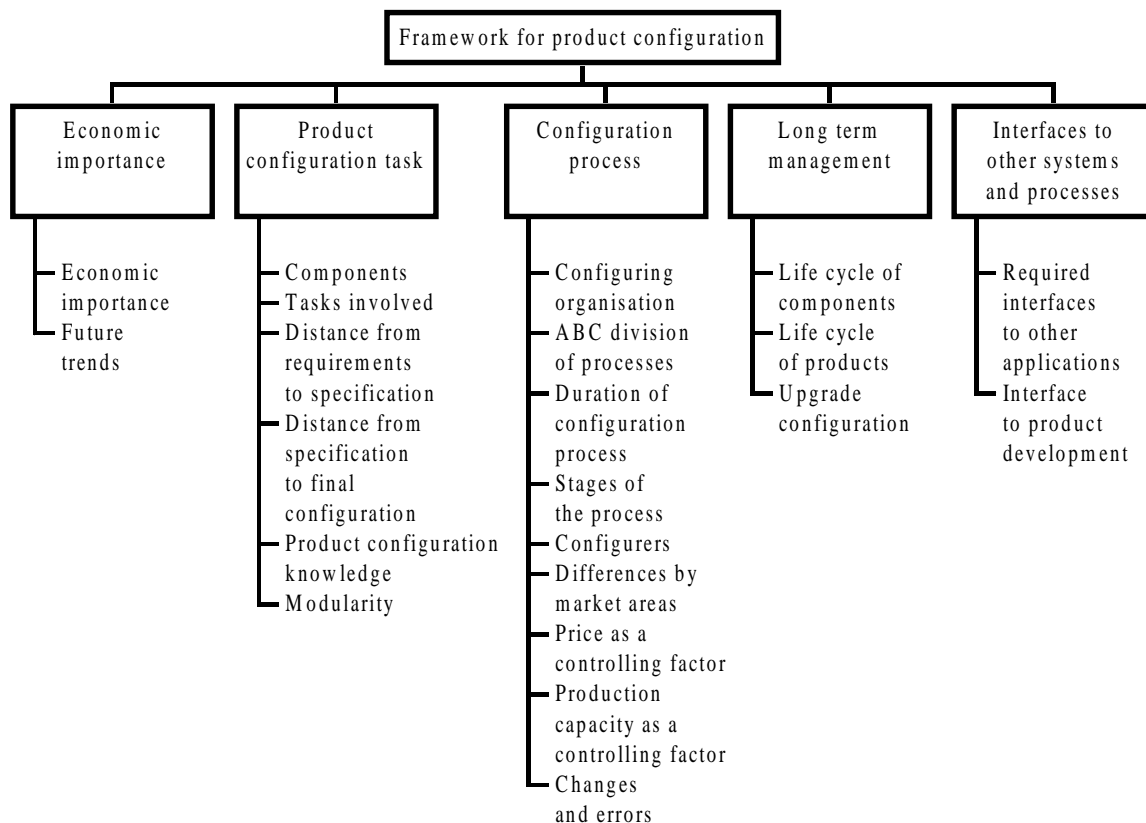 Framework for product configuration
Economic
importance
Product
configuration task
Configuration
process
Long term
management
Interfaces to
other systems
and processes
Economic
importance
Future
trends
Components
Tasks involved
Distance from
requirements
to specification
Distance from
specification
to final
configuration
Product configuration
knowledge
Modularity
Configuring
organisation
ABC division
of processes
Duration of
configuration
process
Stages of
the process
Configurers
Differences by
market areas
Price as a
controlling factor
Production
capacity as a
controlling factor
Changes
and errors
Life cycle of
components
Life cycle
of products
Upgrade
configuration
Required
interfaces
to other
applications
Interface
to product
development